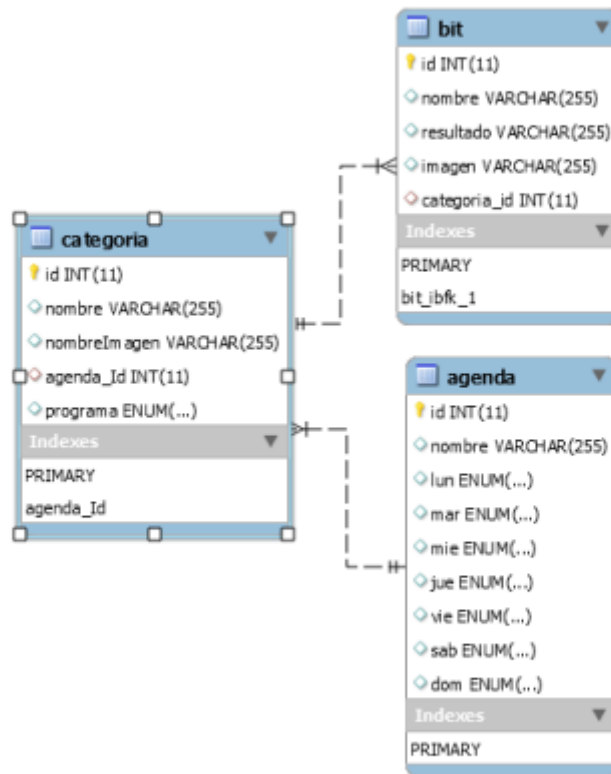 bit
id INT(11)
nombre VARCHAR(255)
resultado VARCHAR(255)
imagen VARCHAR(255)
categoria_id INT(11)
Indexes
PRIMARY
bit_ibfk_1
categoria
id INT(11)
nombre VARCHAR(255)
nombreImagen VARCHAR(255)
agenda_Id INT(11)
programa ENUM(...)
Indexes
PRIMARY
agenda_Id
agenda
id INT(11)
nombre VARCHAR(255)
lun ENUM(...)
mar ENUM(...)
mie ENUM(...)
jue ENUM(...)
vie ENUM(...)
sab ENUM(...)
dom ENUM(...)
Indexes
PRIMARY